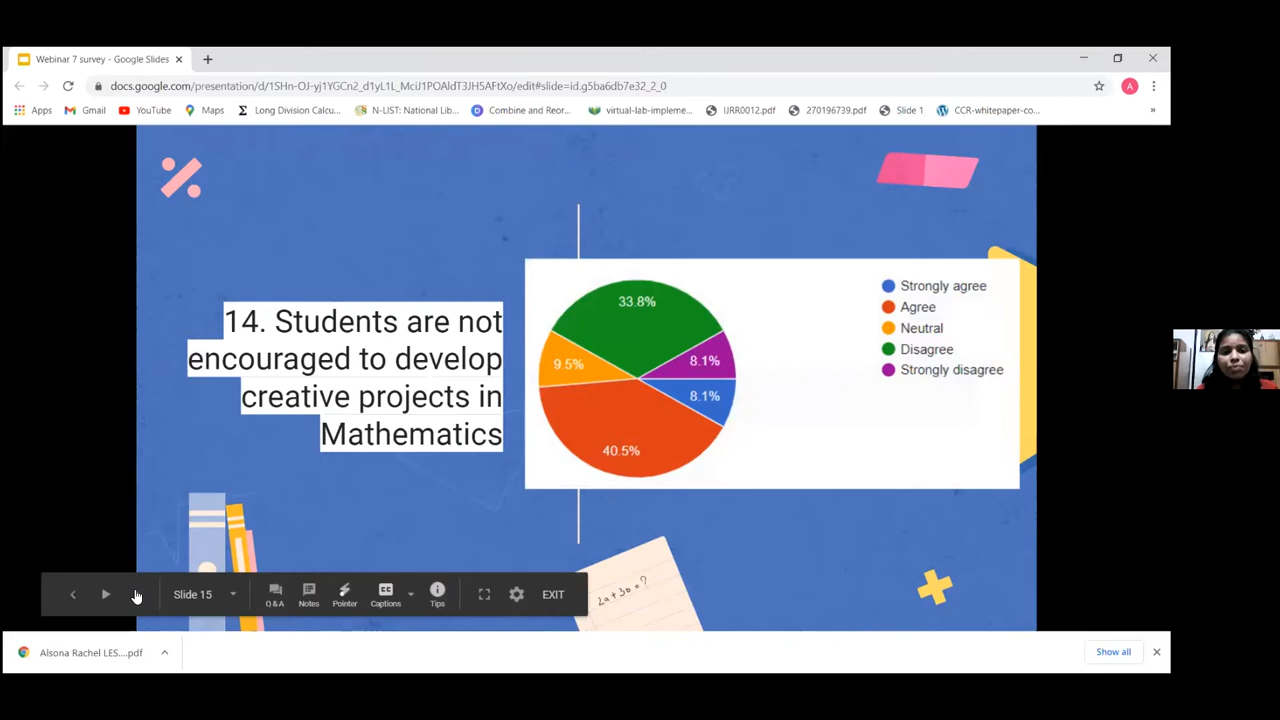 Webinar 7 survey - Google Slides
docs.google.com/presentation/d/1SHn-OJ-yj1YGCn2_d1yL1L_MciJ1BOAldT3JH5AFtXo/edit#slide=id.g5ba6db7e32_2_0
A
Apps Gmail YouTube Maps Long Division Calcu... N-LIST: National Lib... Combine and Reor... virtual-lab-impleme... IJRR0012.pdf 270196739.pdf Slide 1 CCR-whitepaper-co... »
14. Students are not
encouraged to develop
creative projects in
Mathematics
33.8%
8.1%
9.5%
8.1%
40.5%
Strongly agree
Agree
Neutral
Disagree
Strongly disagree
2a+3b=?
Slide 15
Q & A Notes Pointer Captions Tips EXIT
Alsona Rachel LES....pdf
Show all